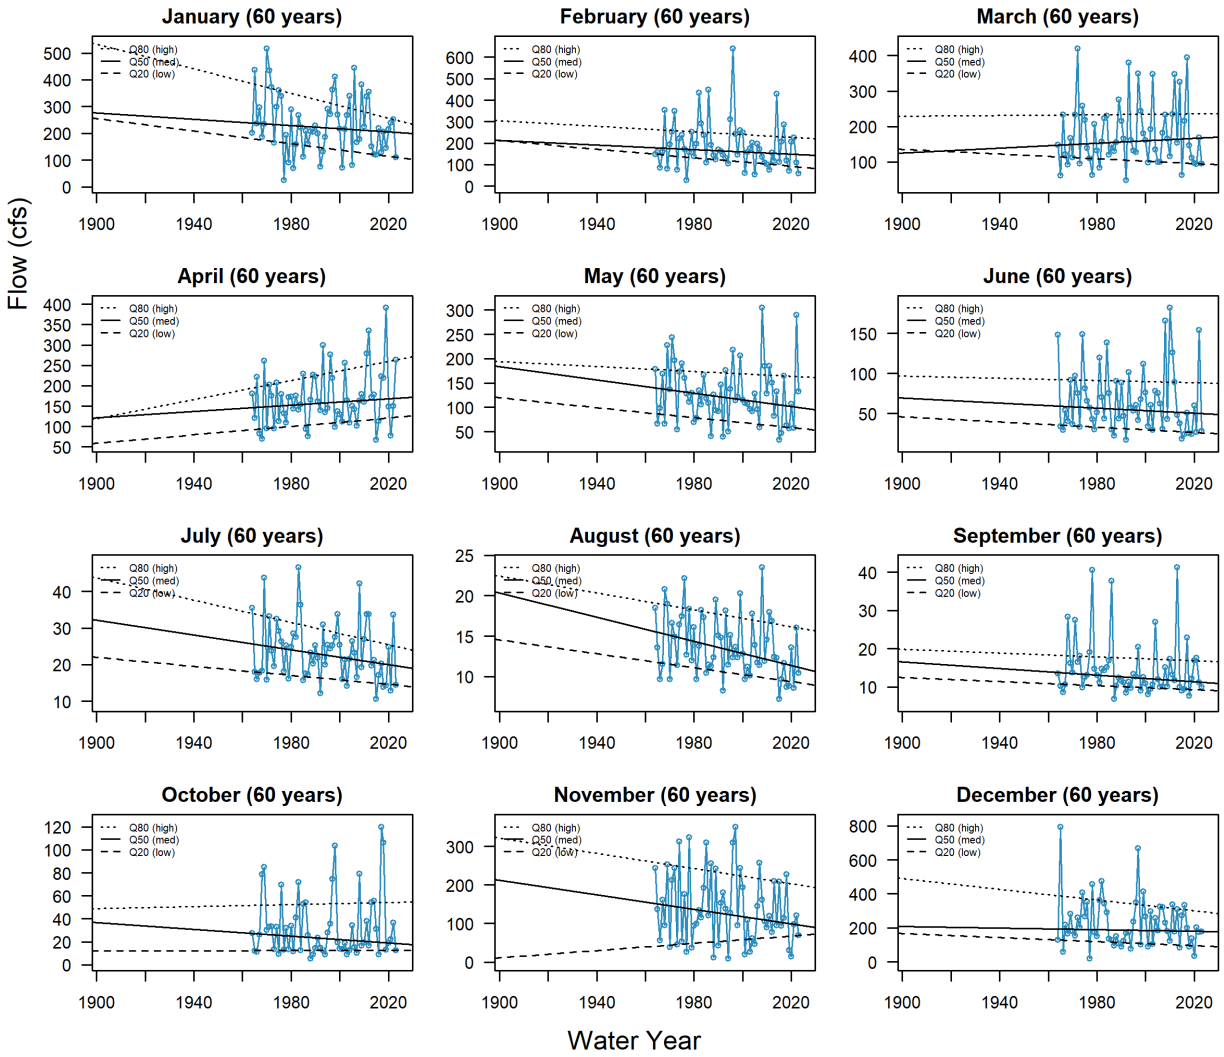 January (60 years)
Q80 (high)
Q50 (med)
Q20 (low)
500
400
300
200
100
0
1900 1940 1980 2020
February (60 years)
Q80 (high)
Q50 (med)
Q20 (low)
600
500
400
300
200
100
0
1900 1940 1980 2020
March (60 years)
Q80 (high)
Q50 (med)
Q20 (low)
400
300
200
100
1900 1940 1980 2020
Flow (cfs)
April (60 years)
Q80 (high)
Q50 (med)
Q20 (low)
400
350
300
250
200
150
100
50
1900 1940 1980 2020
May (60 years)
Q80 (high)
Q50 (med)
Q20 (low)
300
250
200
150
100
50
1900 1940 1980 2020
June (60 years)
Q80 (high)
Q50 (med)
Q20 (low)
150
100
50
1900 1940 1980 2020
July (60 years)
Q80 (high)
Q50 (med)
Q20 (low)
40
30
20
10
1900 1940 1980 2020
August (60 years)
Q80 (high)
Q50 (med)
Q20 (low)
25
20
15
10
1900 1940 1980 2020
September (60 years)
Q80 (high)
Q50 (med)
Q20 (low)
40
30
20
10
1900 1940 1980 2020
October (60 years)
Q80 (high)
Q50 (med)
Q20 (low)
120
100
80
60
40
20
0
1900 1940 1980 2020
November (60 years)
Q80 (high)
Q50 (med)
Q20 (low)
300
200
100
0
1900 1940 1980 2020
December (60 years)
Q80 (high)
Q50 (med)
Q20 (low)
800
600
400
200
0
1900 1940 1980 2020
Water Year